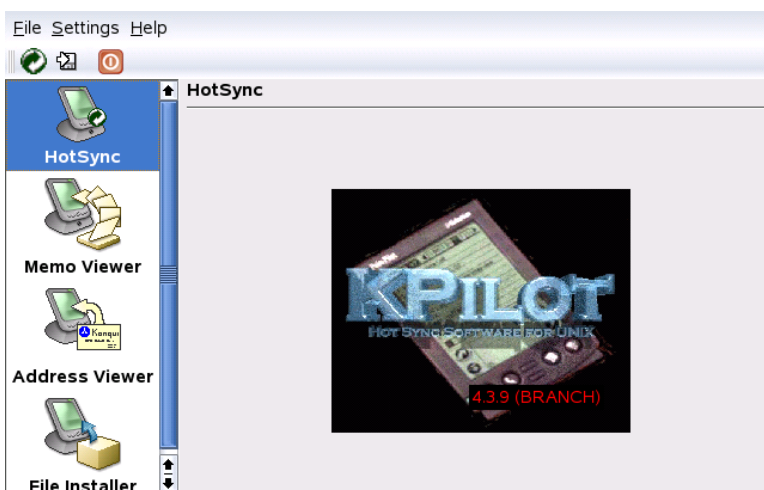 File Settings Help
HotSync
HotSync
Memo Viewer
Konqui
Address Viewer
File Installer
KPILOT
HOT SYNC SOFTWARE FOR UNIX
4.3.9 (BRANCH)